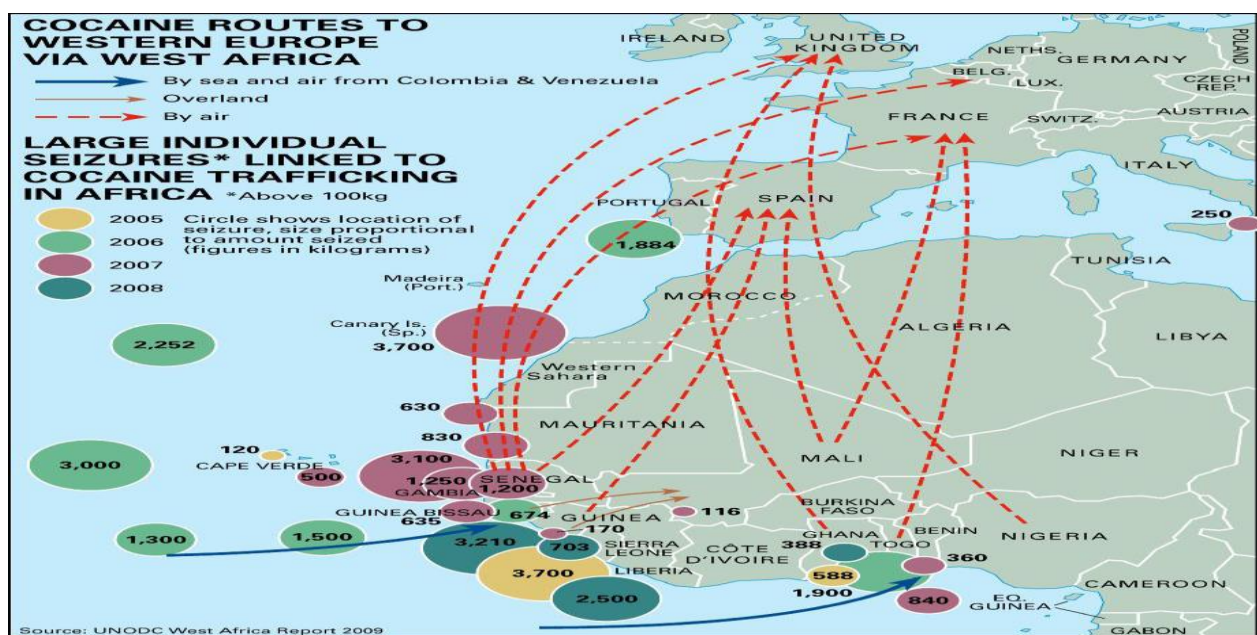 COCAINE ROUTES TO
WESTERN EUROPE
VIA WEST AFRICA
By sea and air from Colombia & Venezuela
Overland
By air
LARGE INDIVIDUAL
SEIZURES* LINKED TO
COCAINE TRAFFICKING
IN AFRICA *Above 100kg
2005 Circle shows location of
seizure, size proportional
2006 to amount seized
(figures in kilograms)
2007
2008
IRELAND
UNITED
KINGDOM
NETHS.
GERMANY
POLAND
BELG.
LUX.
CZECH
REP.
FRANCE
SWITZ.
AUSTRIA
ITALY
PORTUGAL
SPAIN
1,884
250
TUNISIA
Madeira
(Port.)
MOROCCO
Canary Is.
(Sp.)
3,700
ALGERIA
LIBYA
2,252
Western
Sahara
630
MAURITANIA
830
120
CAPE VERDE
500
3,000
3,100
1,250
SENEGAL
1,200
GAMBIA
MALI
NIGER
GUINEA BISSAU
635
674
GUINEA
170
116
BURKINA
FASO
BENIN
NIGERIA
1,300
1,500
3,210
703
SIERRA
LEONE
CÔTE
D'IVOIRE
GHANA
388
TOGO
360
3,700
LIBERIA
588
1,900
2,500
840
CAMEROON
EQ.
GUINEA
GABON
Source: UNODC West Africa Report 2009